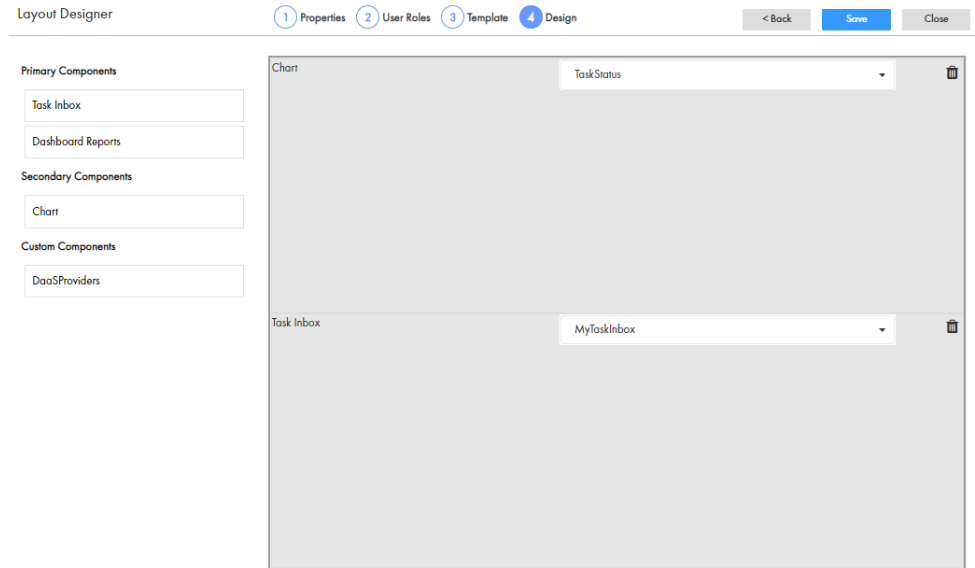 Layout Designer
1 Properties 2 User Roles 3 Template 4 Design
< Back Save Close
Primary Components
Task Inbox
Dashboard Reports
Secondary Components
Chart
Custom Components
DaaSProviders
Chart
TaskStatus
Task Inbox
MyTaskInbox